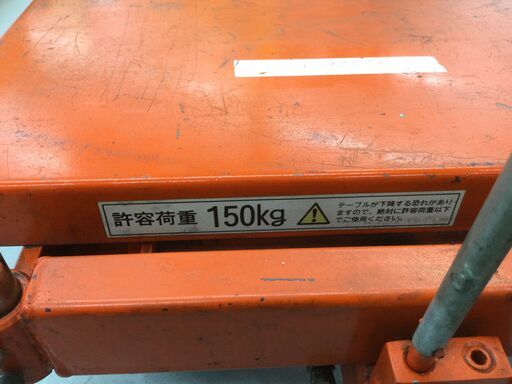 許容荷重 150kg
テーブルが下降する恐れがあり
ますので、絶対に許容荷重以下
でご使用ください。